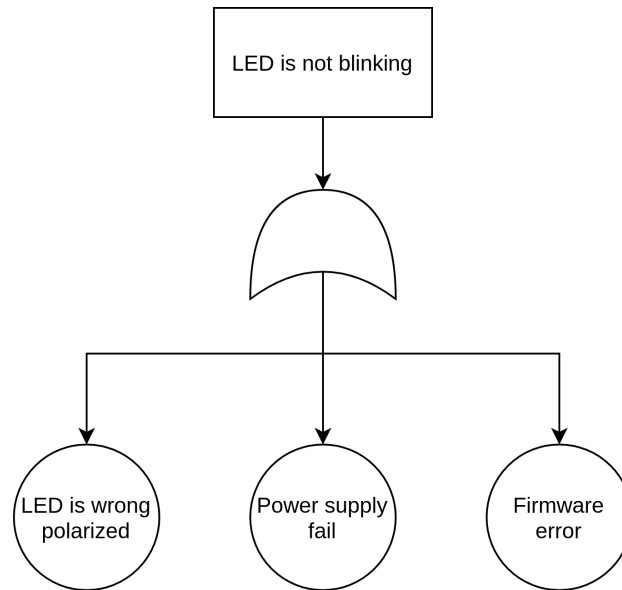 LED is not blinking
LED is wrong
polarized
Power supply
fail
Firmware
error